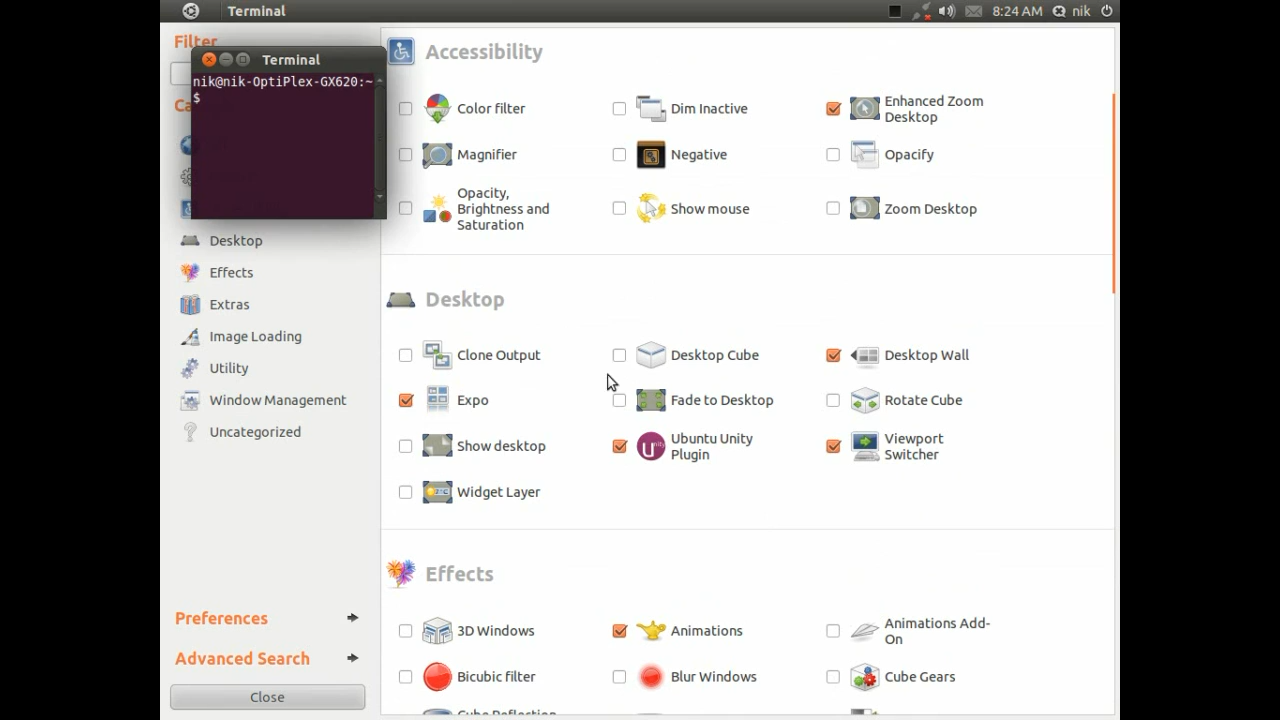 Terminal
8:24 AM
nik
Filter
Terminal
nik@nik-OptiPlex-GX620:~
$
Desktop
Effects
Extras
Image Loading
Utility
Window Management
Uncategorized
Preferences
Advanced Search
Close
Accessibility
Color filter
Dim Inactive
Enhanced Zoom
Desktop
Magnifier
Negative
Opacify
Opacity,
Brightness and
Saturation
Show mouse
Zoom Desktop
Desktop
Clone Output
Desktop Cube
Desktop Wall
Expo
Fade to Desktop
Rotate Cube
Show desktop
Ubuntu Unity
Plugin
Viewport
Switcher
Widget Layer
Effects
3D Windows
Animations
Animations Add-
On
Bicubic filter
Blur Windows
Cube Gears
Cube Reflection